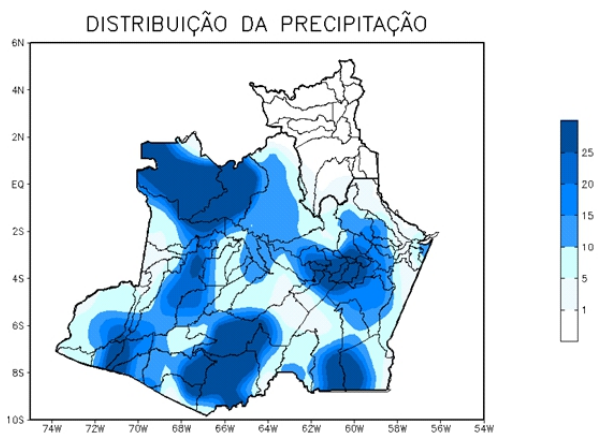 DISTRIBUIÇÃO DA PRECIPITAÇÃO
6N
4N
2N
EQ
2S
4S
6S
8S
10S
74W 72W 70W 68W 66W 64W 62W 60W 58W 56W 54W
25
20
15
10
5
1